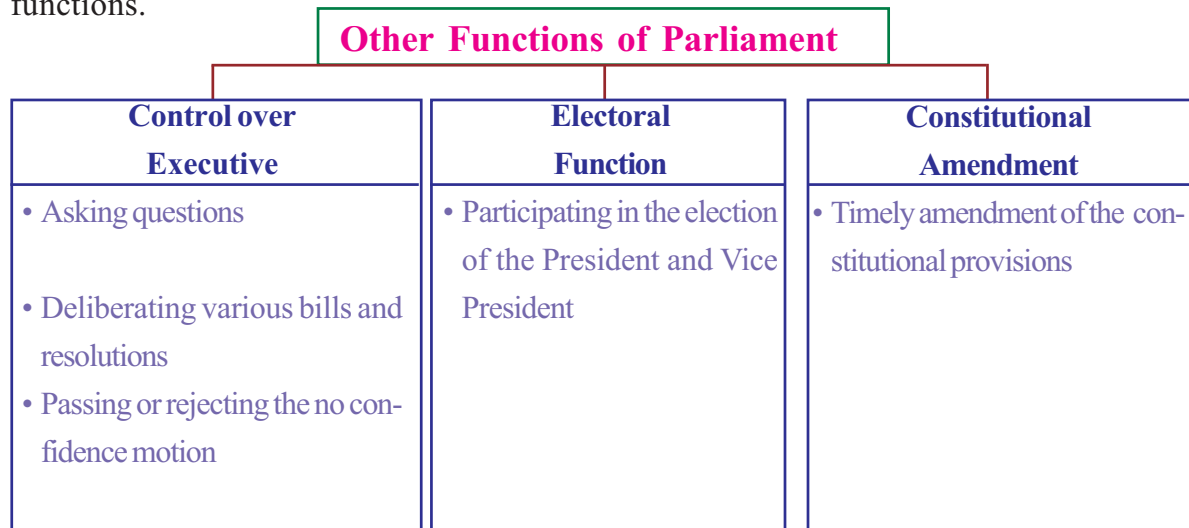 functions.
Other Functions of Parliament
Control over
Executive
• Asking questions
• Deliberating various bills and
resolutions
• Passing or rejecting the no con-
fidence motion
Electoral
Function
• Participating in the election
of the President and Vice
President
Constitutional
Amendment
• Timely amendment of the con-
stitutional provisions